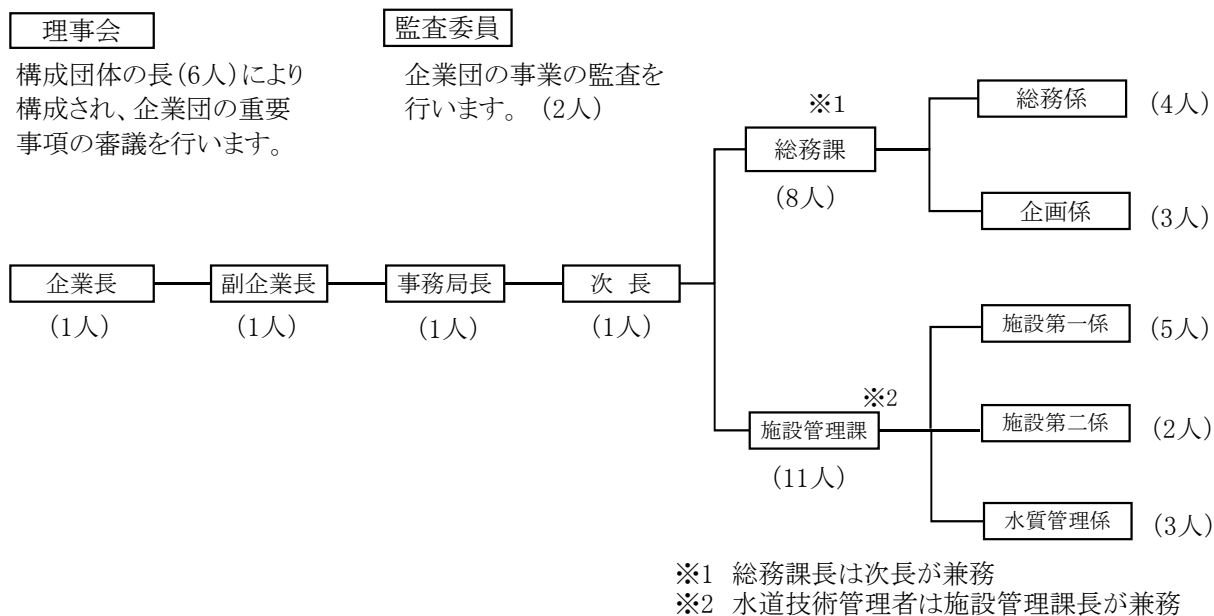 理事会
構成団体の長(6人)により
構成され、企業団の重要
事項の審議を行います。
監査委員
企業団の事業の監査を
行います。 (2人)
※1
総務課
(8人)
総務係
(4人)
企画係
(3人)
企業長
(1人)
副企業長
(1人)
事務局長
(1人)
次 長
(1人)
※2
施設管理課
(11人)
施設第一係
(5人)
施設第二係
(2人)
水質管理係
(3人)
※1 総務課長は次長が兼務
※2 水道技術管理者は施設管理課長が兼務